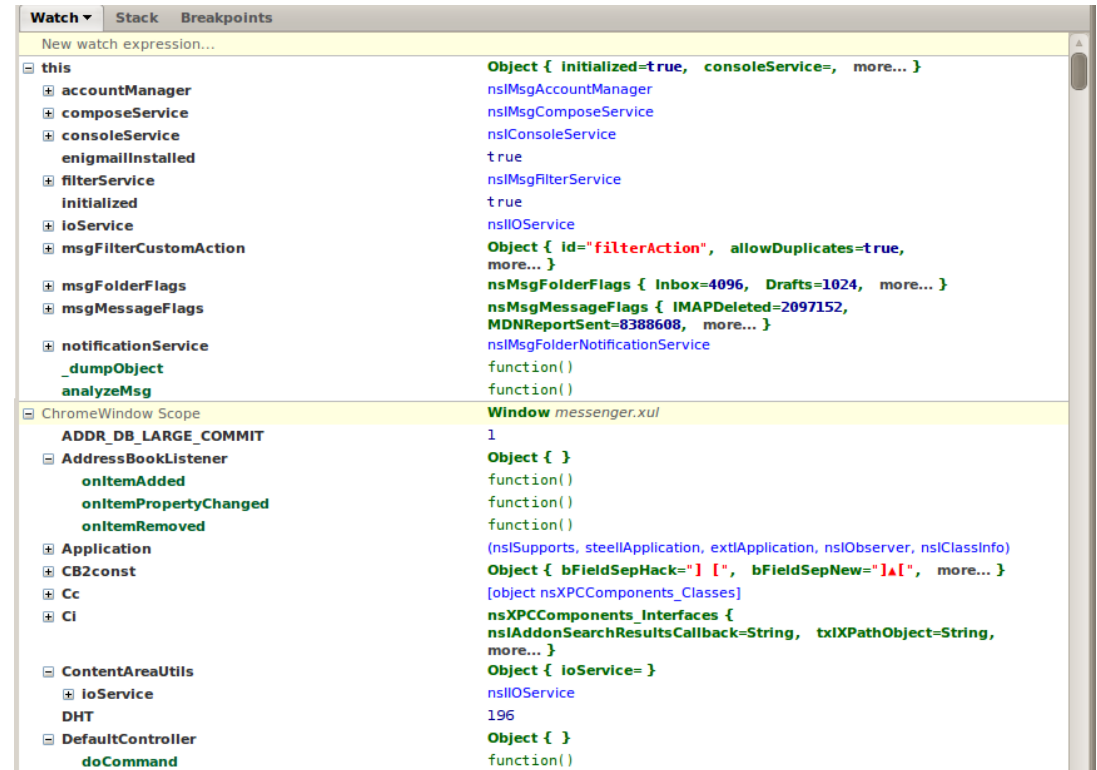 Watch Stack Breakpoints
New watch expression...
this Object { initialized=true, consoleService=, more... }
accountManager nsIMsgAccountManager
composeService nsIMsgComposeService
consoleService nsIConsoleService
enigmailInstalled true
filterService nsIMsgFilterService
initialized true
ioService nsIIOService
msgFilterCustomAction Object { id="filterAction", allowDuplicates=true,
more... }
msgFolderFlags nsMsgFolderFlags { Inbox=4096, Drafts=1024, more... }
msgMessageFlags nsMsgMessageFlags { IMAPDeleted=2097152,
MDNReportSent=8388608, more... }
notificationService nsIMsgFolderNotificationService
_dumpObject function()
analyzeMsg function()
ChromeWindow Scope Window messenger.xul
ADDR_DB_LARGE_COMMIT 1
AddressBookListener Object { }
onItemAdded function()
onItemPropertyChanged function()
onItemRemoved function()
Application (nsISupports, steelIApplication, extIApplication, nsIObserver, nsIClassInfo)
CB2const Object { bFieldSepHack="] [", bFieldSepNew="]▲[", more... }
Cc [object nsXPCComponents_Classes]
Ci nsXPCComponents_Interfaces {
nsIAddonSearchResultsCallback=String, txIXPathObject=String,
more... }
ContentAreaUtils Object { ioService= }
ioService nsIIOService
DHT 196
DefaultController Object { }
doCommand function()